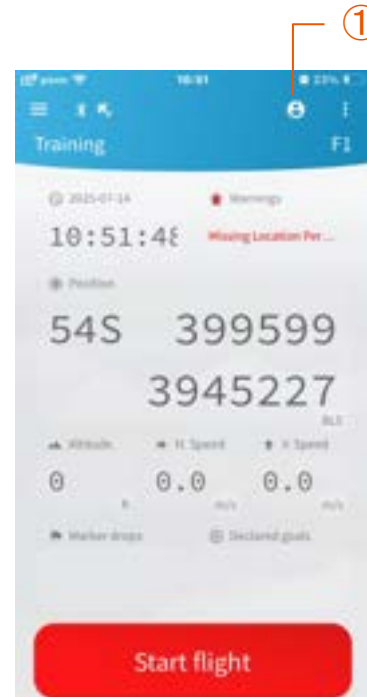 ①
10:51
23%
Training F1
2025-07-14 Warnings
10:51:48 Missing Location Per ...
Position
54S 399599
3945227
Altitude H. Speed V. Speed
0 0.0 0.0
m/s m/s
Marker drops Declared goals
Start flight